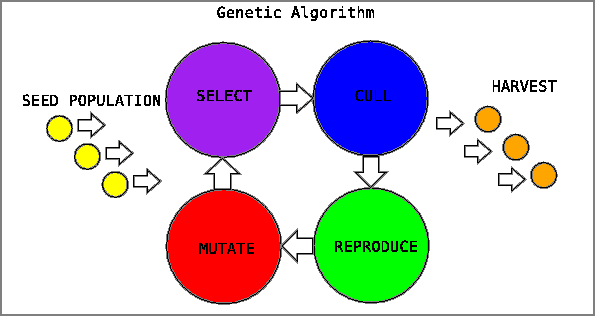 Genetic Algorithm
SEED POPULATION
SELECT
CULL
HARVEST
MUTATE
REPRODUCE